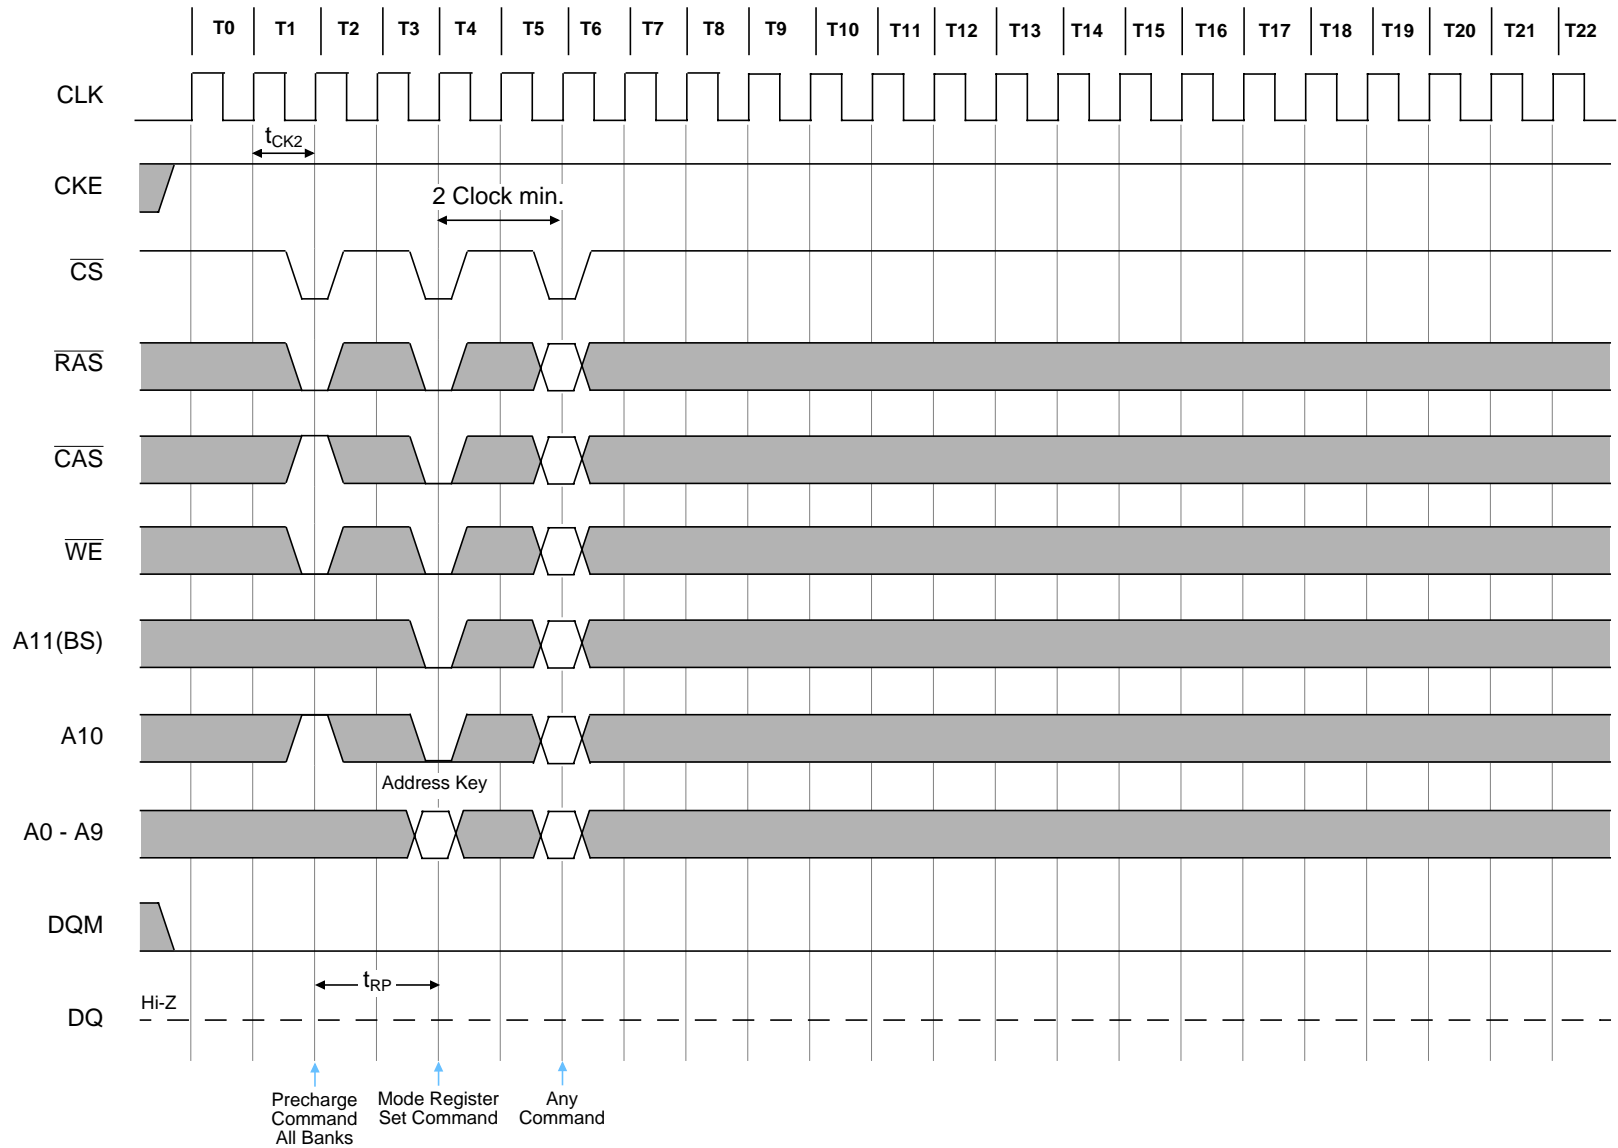 T0 T1 T2 T3 T4 T5 T6 T7 T8 T9 T10 T11 T12 T13 T14 T15 T16 T17 T18 T19 T20 T21 T22
CLK
tCK2
CKE
2 Clock min.
CS
RAS
CAS
WE
A11(BS)
A10
Address Key
A0 - A9
DQM
tRP
Hi-Z
DQ
Precharge
Command
All Banks
Mode Register
Set Command
Any
Command